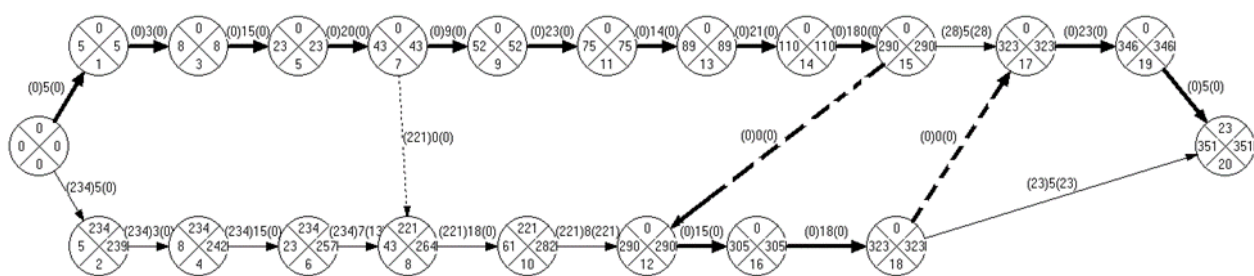 0 0 0 0 0 0 0 0 0 0 0
(0)3(0) (0)15(0) (0)20(0) (0)9(0) (0)23(0) (0)14(0) (0)21(0) (0)180(0) (28)5(28) (0)23(0)
5 5 8 8 23 23 43 43 52 52 75 75 89 89 110 110 290 290 323 323 346 346
1 3 5 7 9 11 13 14 15 17 19
(0)5(0) (0)5(0)
0 23
(221)0(0) (0)0(0) (0)0(0)
0 0 351 351
0 20
(234)5(0) (23)5(23)
234 234 234 221 221 0 0 0
(234)3(0) (234)15(0) (234)7(13 (221)18(0) (221)8(221) (0)15(0) (0)18(0)
5 239 8 242 23 257 43 264 61 282 290 290 305 305 323 323
2 4 6 8 10 12 16 18